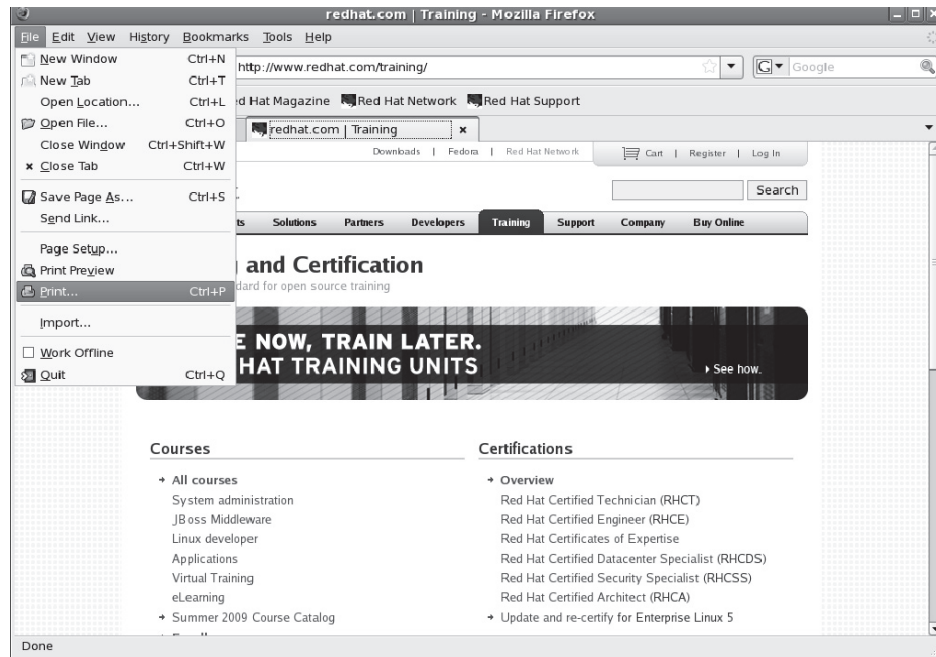 redhat.com | Training - Mozilla Firefox
File Edit View History Bookmarks Tools Help
New Window Ctrl+N
New Tab Ctrl+T
Open Location... Ctrl+L
Open File... Ctrl+O
Close Window Ctrl+Shift+W
Close Tab Ctrl+W
Save Page As... Ctrl+S
Send Link...
Page Setup...
Print Preview
Print... Ctrl+P
Import...
Work Offline
Quit Ctrl+Q
http://www.redhat.com/training/
G Google
d Hat Magazine Red Hat Network Red Hat Support
redhat.com | Training
Downloads | Fedora | Red Hat Network Cart | Register | Log In
Search
ts Solutions Partners Developers Training Support Company Buy Online
and Certification
dard for open source training
E NOW, TRAIN LATER.
HAT TRAINING UNITS
See how.
Courses
All courses
System administration
JBoss Middleware
Linux developer
Applications
Virtual Training
eLearning
Summer 2009 Course Catalog
Certifications
Overview
Red Hat Certified Technician (RHCT)
Red Hat Certified Engineer (RHCE)
Red Hat Certificates of Expertise
Red Hat Certified Datacenter Specialist (RHCDS)
Red Hat Certified Security Specialist (RHCSS)
Red Hat Certified Architect (RHCA)
Update and re-certify for Enterprise Linux 5
Done